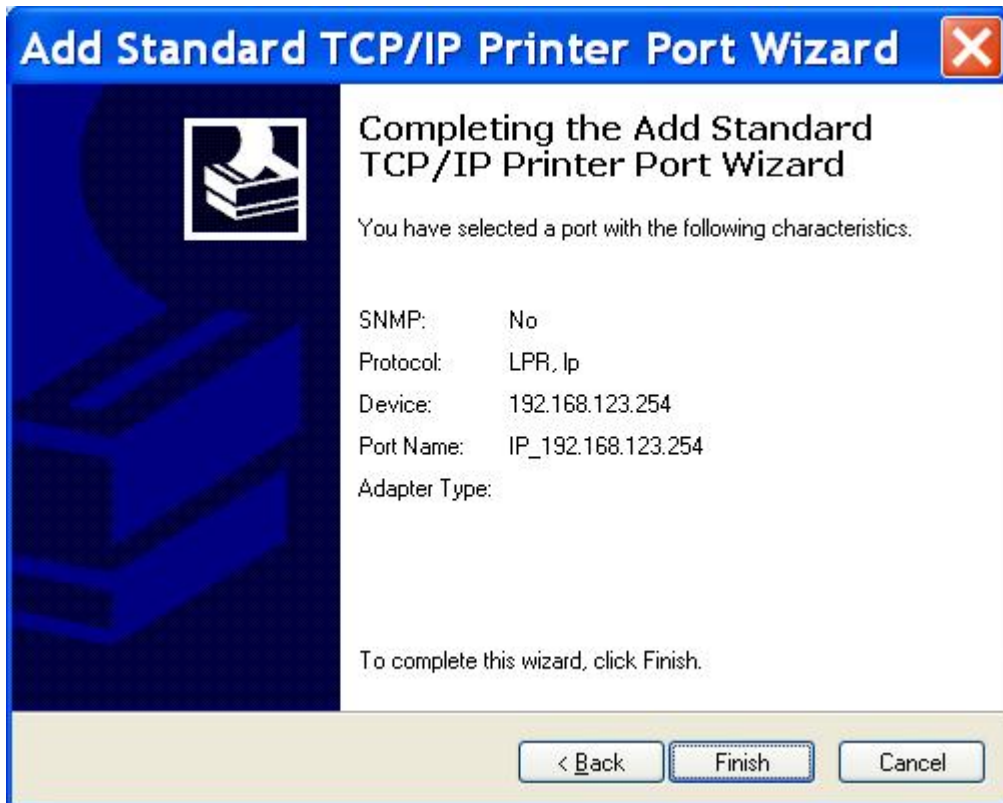 Add Standard TCP/IP Printer Port Wizard
Completing the Add Standard
TCP/IP Printer Port Wizard
You have selected a port with the following characteristics.
SNMP: No
Protocol: LPR, lp
Device: 192.168.123.254
Port Name: IP_192.168.123.254
Adapter Type:
To complete this wizard, click Finish.
< Back Finish Cancel